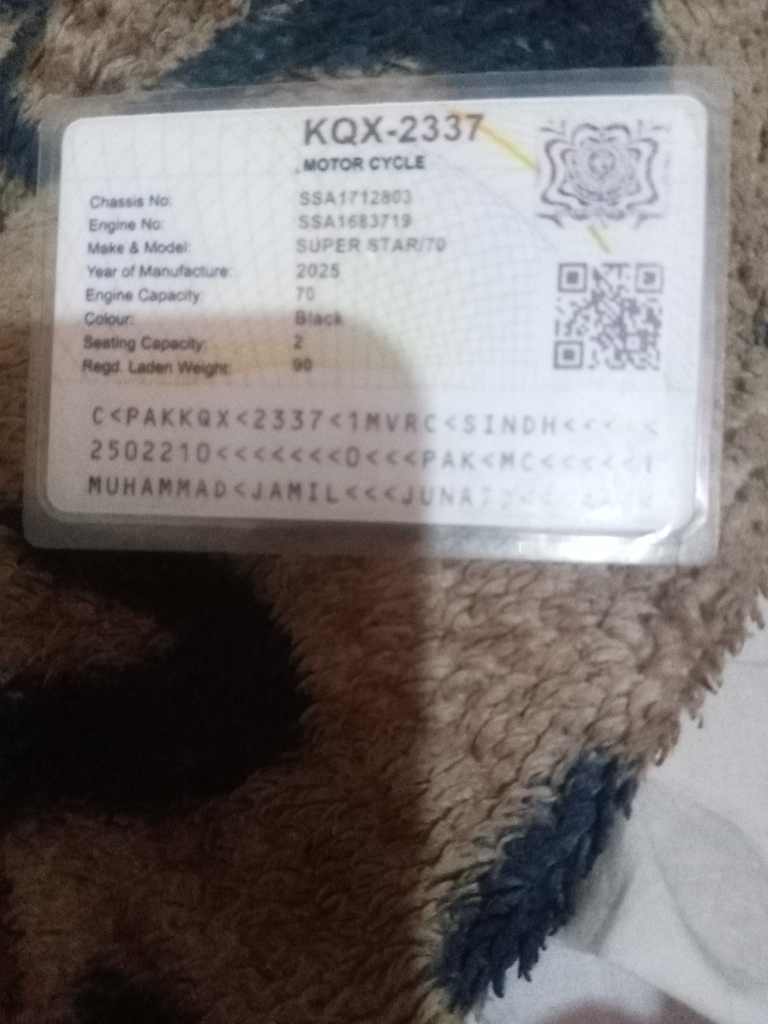 KQX-2337
MOTOR CYCLE
Chassis No: SSA1712803
Engine No: SSA1683719
Make & Model: SUPER STAR/70
Year of Manufacture: 2025
Engine Capacity: 70
Colour: Black
Seating Capacity: 2
Regd. Laden Weight: 90
C<PAKKQX<2337<1MVRC<SINDH<<<<<
2502210<<<<<<<0<<<PAK<MC<<<<<
MUHAMMAD<JAMIL<<<